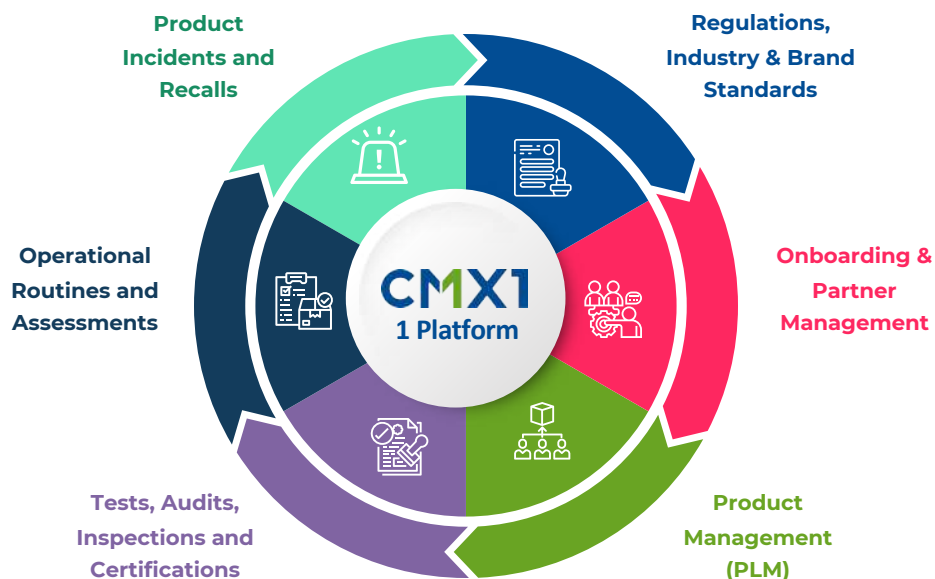 Product
Incidents and
Recalls
Regulations,
Industry & Brand
Standards
Operational
Routines and
Assessments
CMX1
1 Platform
Onboarding &
Partner
Management
Tests, Audits,
Inspections and
Certifications
Product
Management
(PLM)